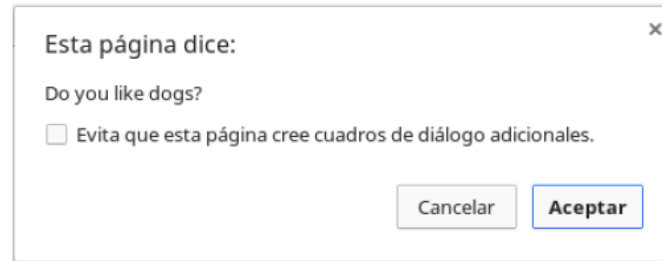 Esta página dice:
Do you like dogs?
Evita que esta página cree cuadros de diálogo adicionales.
Cancelar Aceptar